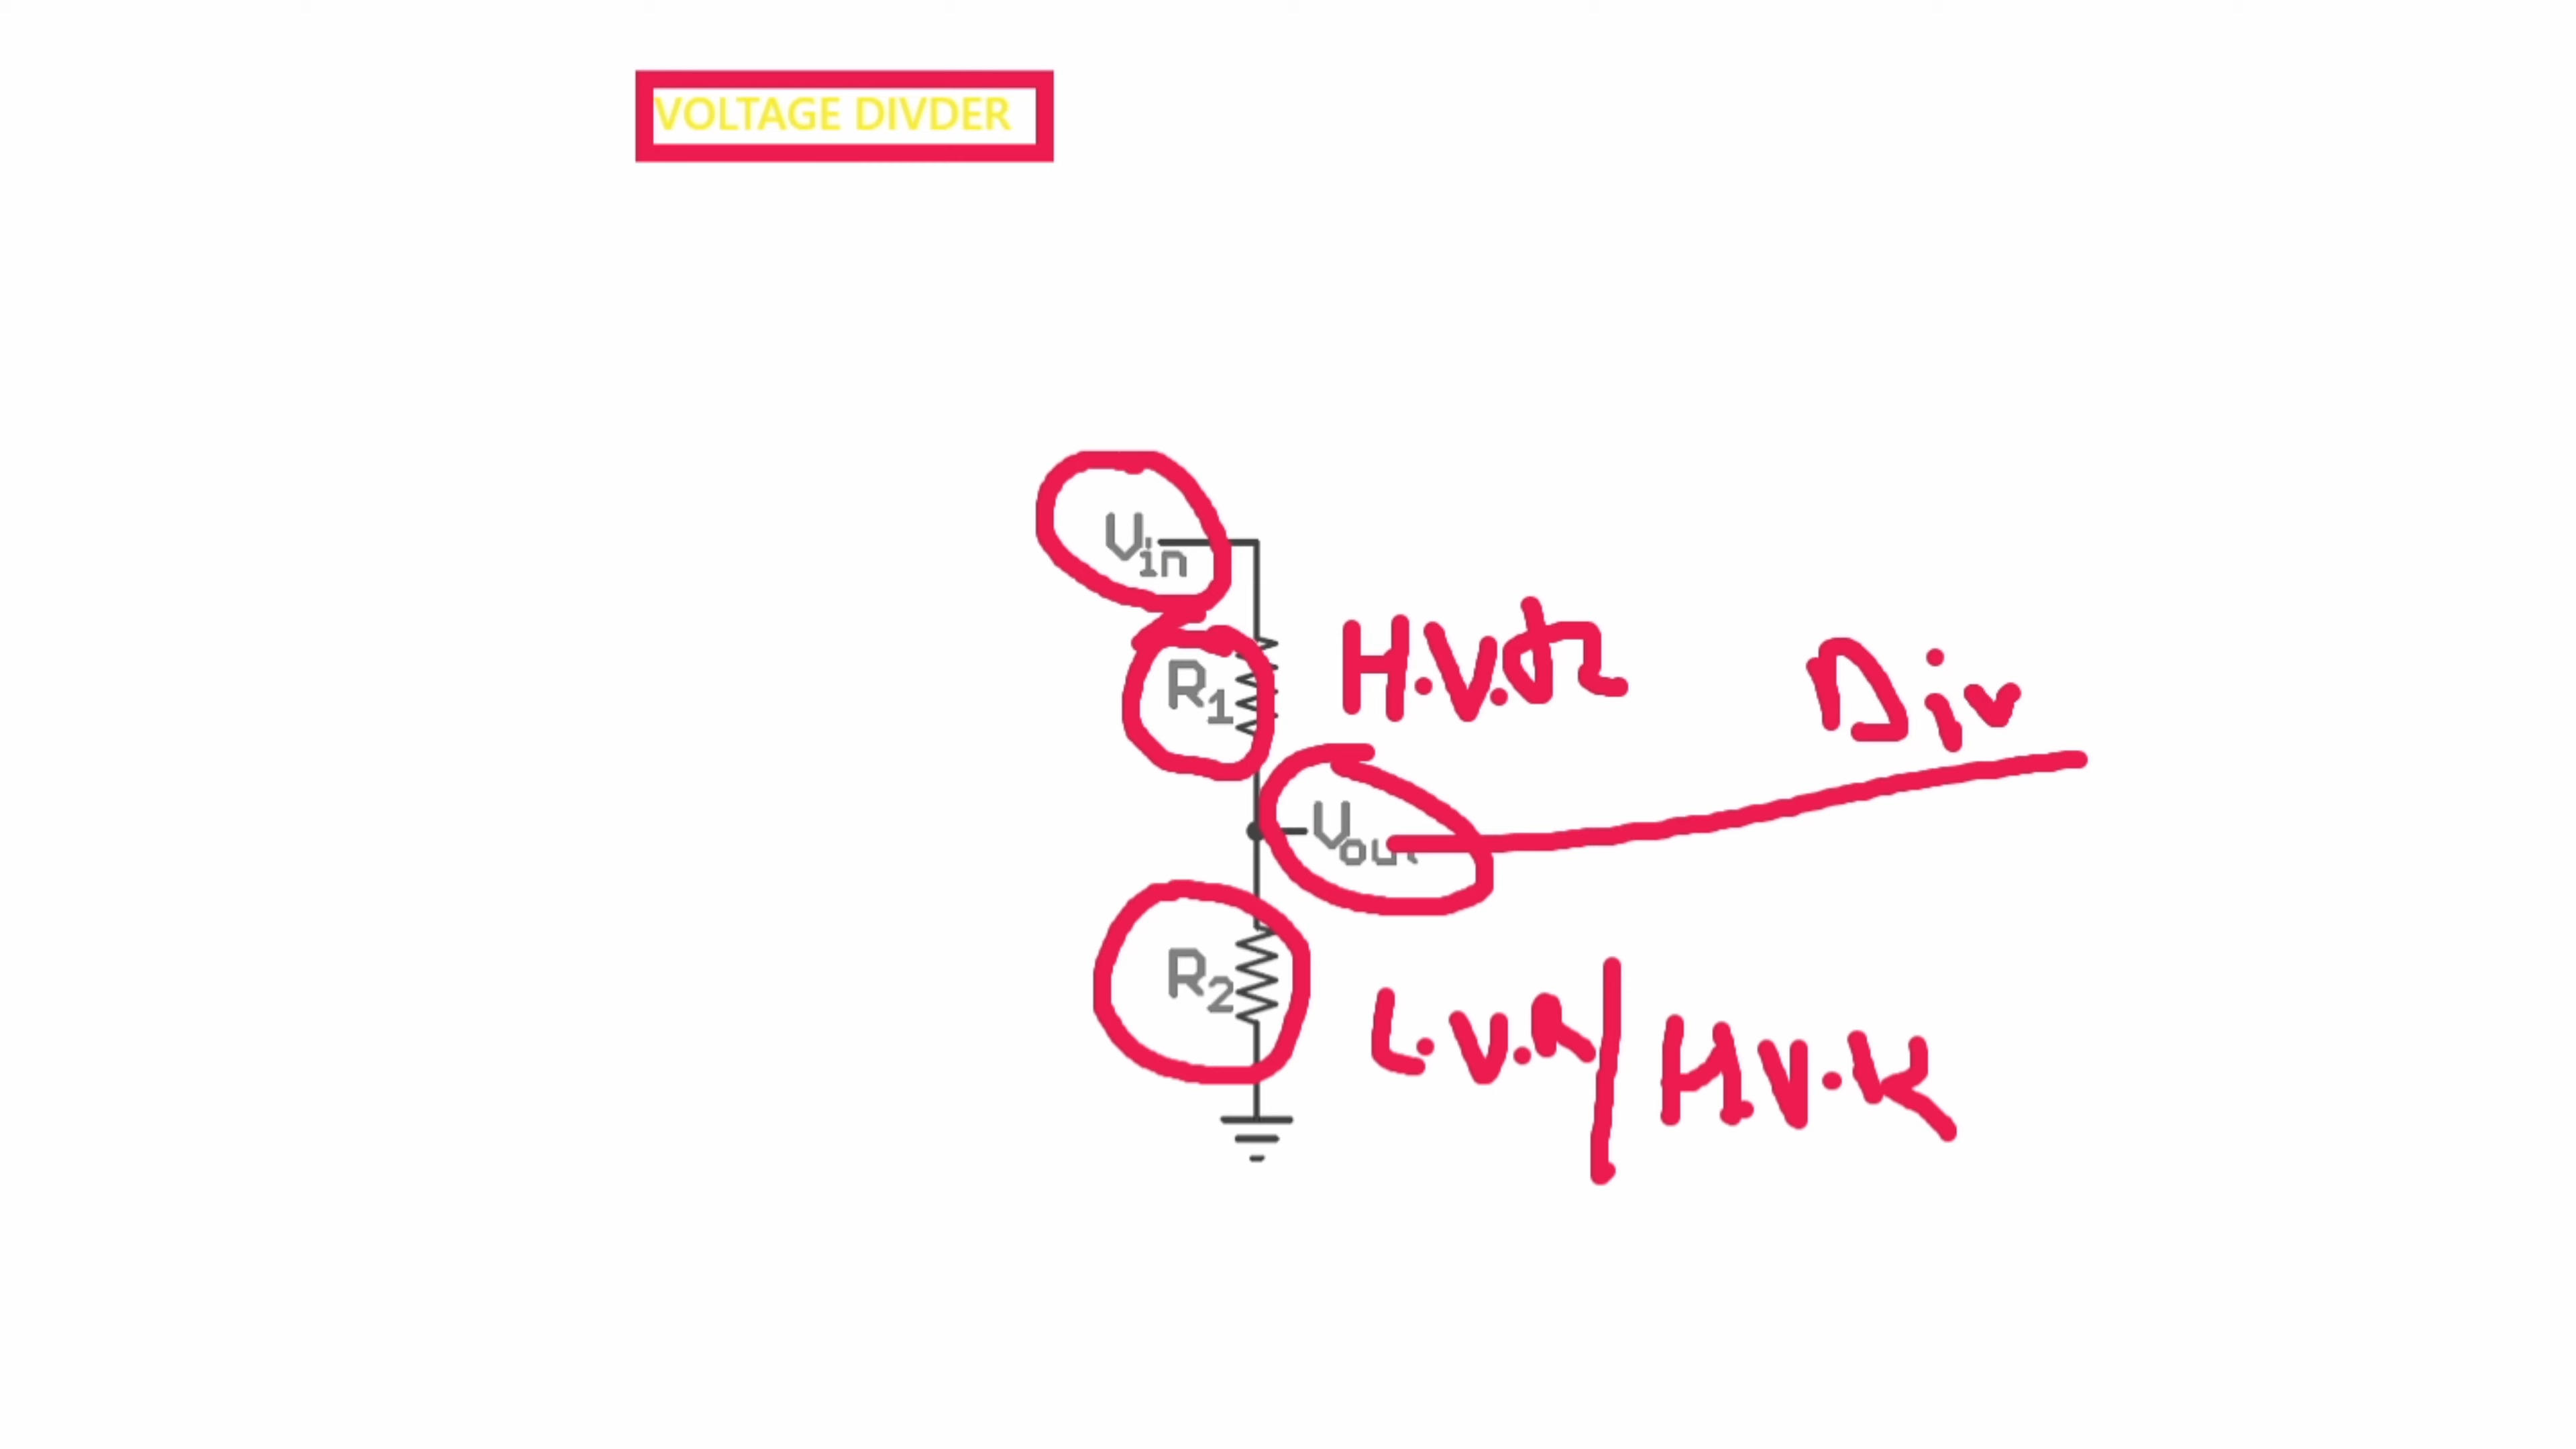 VOLTAGE DIVDER
Vin
R1
H.V.R
Div
Vout
R2
L.V.R/H.V.R